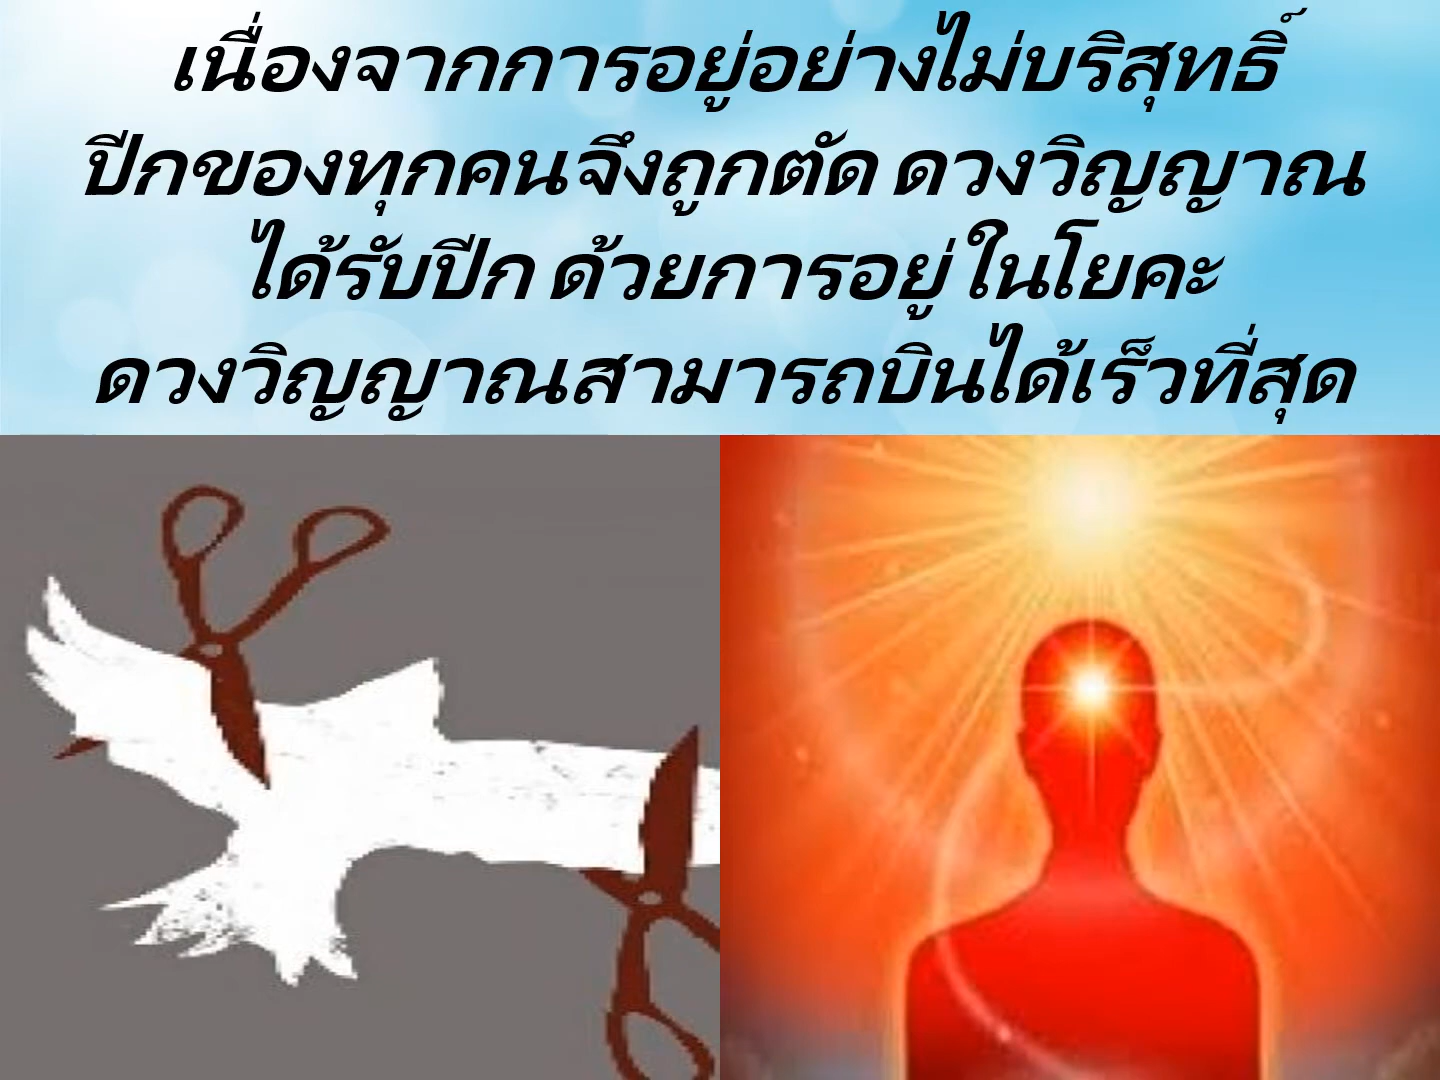 เนื่องจากการอยู่อย่างไม่บริสุทธิ์
ปีกของทุกคนจึงถูกตัด ดวงวิญญาณ
ได้รับปีก ด้วยการอยู่ในโยคะ
ดวงวิญญาณสามารถบินได้เร็วที่สุด